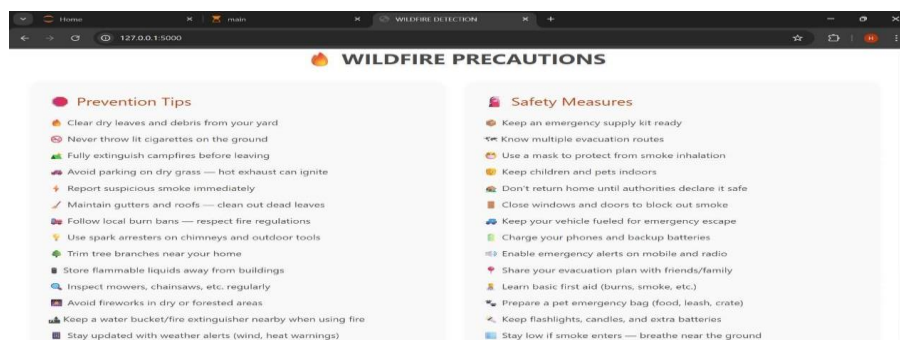 Home
main
WILDFIRE DETECTION
127.0.0.1:5000
H
WILDFIRE PRECAUTIONS
Prevention Tips
Clear dry leaves and debris from your yard
Never throw lit cigarettes on the ground
Fully extinguish campfires before leaving
Avoid parking on dry grass — hot exhaust can ignite
Report suspicious smoke immediately
Maintain gutters and roofs — clean out dead leaves
Follow local burn bans — respect fire regulations
Use spark arresters on chimneys and outdoor tools
Trim tree branches near your home
Store flammable liquids away from buildings
Inspect mowers, chainsaws, etc. regularly
Avoid fireworks in dry or forested areas
Keep a water bucket/fire extinguisher nearby when using fire
Stay updated with weather alerts (wind, heat warnings)
Safety Measures
Keep an emergency supply kit ready
Know multiple evacuation routes
Use a mask to protect from smoke inhalation
Keep children and pets indoors
Don't return home until authorities declare it safe
Close windows and doors to block out smoke
Keep your vehicle fueled for emergency escape
Charge your phones and backup batteries
Enable emergency alerts on mobile and radio
Share your evacuation plan with friends/family
Learn basic first aid (burns, smoke, etc.)
Prepare a pet emergency bag (food, leash, crate)
Keep flashlights, candles, and extra batteries
Stay low if smoke enters — breathe near the ground